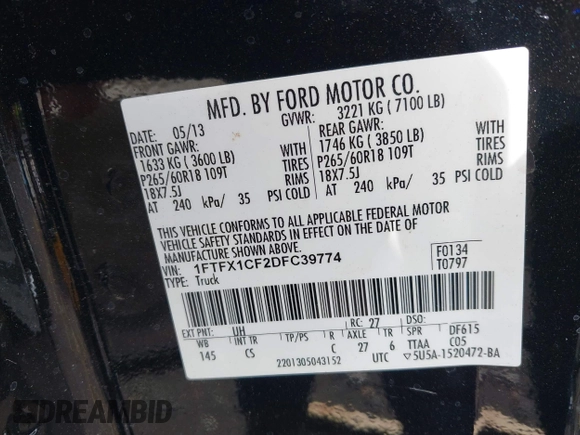 MFD. BY FORD MOTOR CO.
DATE: 05/13 GVWR: 3221 KG ( 7100 LB)
FRONT GAWR: WITH REAR GAWR: WITH
1633 KG ( 3600 LB) TIRES 1746 KG ( 3850 LB) TIRES
P265/60R18 109T RIMS P265/60R18 109T RIMS
18X7.5J 18X7.5J
AT 240 kPa/ 35 PSI COLD AT 240 kPa/ 35 PSI COLD
THIS VEHICLE CONFORMS TO ALL APPLICABLE FEDERAL MOTOR
VEHICLE SAFETY STANDARDS IN EFFECT ON THE DATE OF
MANUFACTURE SHOWN ABOVE.
VIN: 1FTFX1CF2DFC39774 F0134
TYPE: Truck T0797
EXT PNT: UH RC: 27 DSO:
WB INT TR TP/PS R AXLE TR SPR DF615
145 CS C 27 6 TTAA C05
2201305043152 UTC ▽5U5A-1520472-BA
DREAMBID